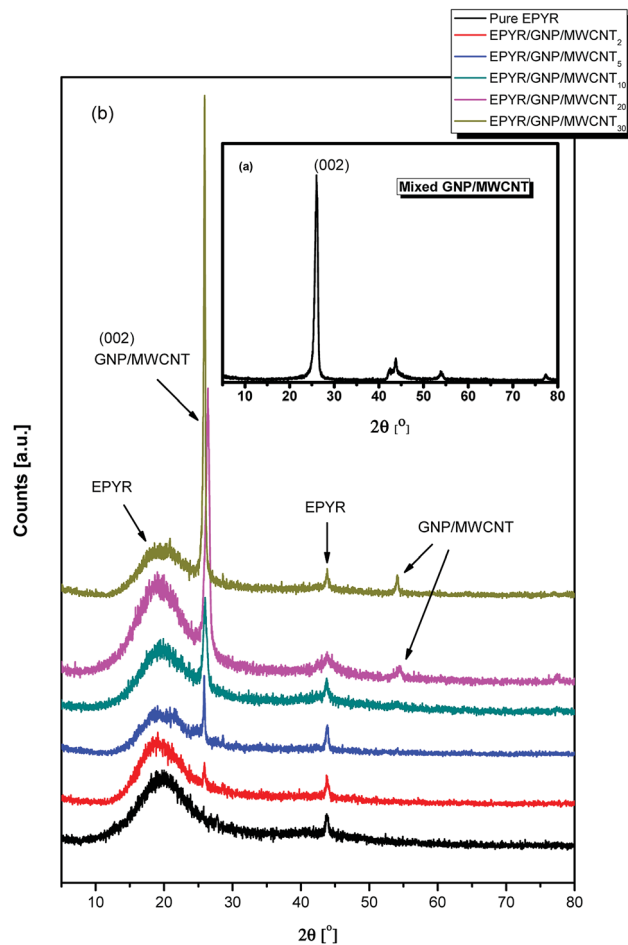 Pure EPYR
EPYR/GNP/MWCNT₂
EPYR/GNP/MWCNT₅
EPYR/GNP/MWCNT₁₀
EPYR/GNP/MWCNT₂₀
EPYR/GNP/MWCNT₃₀
(b)
(a)
(002)
Mixed GNP/MWCNT
5 10 20 30 40 50 60 70 80
2θ [°]
(002)
GNP/MWCNT
EPYR
EPYR
GNP/MWCNT
Counts [a.u.]
10 20 30 40 50 60 70 80
2θ [°]